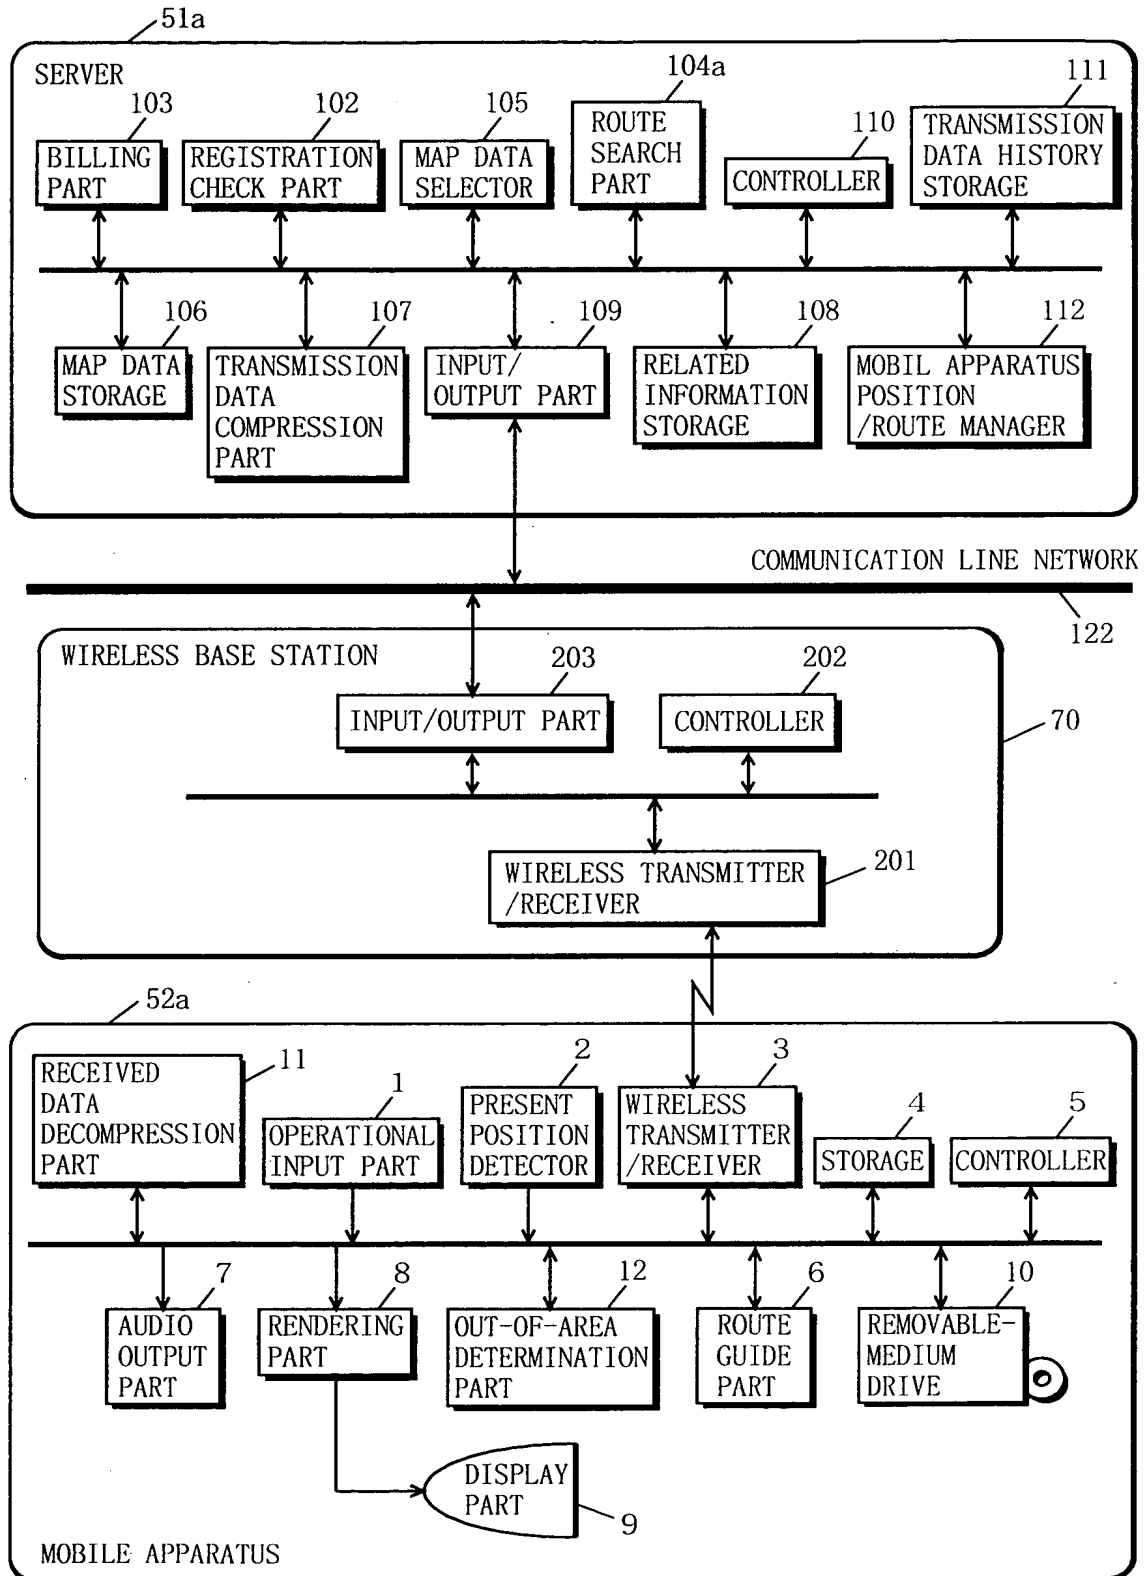 51a
SERVER
103
BILLING
PART
102
REGISTRATION
CHECK PART
105
MAP DATA
SELECTOR
104a
ROUTE
SEARCH
PART
110
CONTROLLER
111
TRANSMISSION
DATA HISTORY
STORAGE
106
MAP DATA
STORAGE
107
TRANSMISSION
DATA
COMPRESSION
PART
109
INPUT/
OUTPUT PART
108
RELATED
INFORMATION
STORAGE
112
MOBIL APPARATUS
POSITION
/ROUTE MANAGER
COMMUNICATION LINE NETWORK
122
WIRELESS BASE STATION
203
INPUT/OUTPUT PART
202
CONTROLLER
70
WIRELESS TRANSMITTER
/RECEIVER
201
52a
11
RECEIVED
DATA
DECOMPRESSION
PART
1
OPERATIONAL
INPUT PART
2
PRESENT
POSITION
DETECTOR
3
WIRELESS
TRANSMITTER
/RECEIVER
4
STORAGE
5
CONTROLLER
7
AUDIO
OUTPUT
PART
8
RENDERING
PART
12
OUT-OF-AREA
DETERMINATION
PART
6
ROUTE
GUIDE
PART
10
REMOVABLE-
MEDIUM
DRIVE
DISPLAY
PART
9
MOBILE APPARATUS